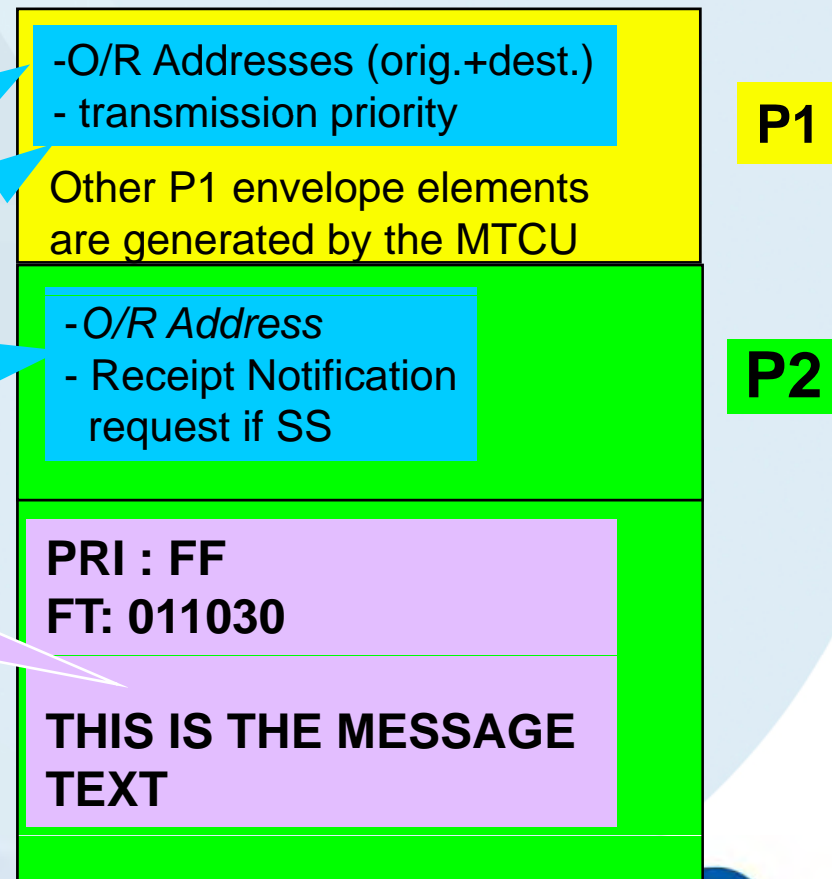 -O/R Addresses (orig.+dest.)
- transmission priority
P1
Other P1 envelope elements
are generated by the MTCU
-O/R Address
- Receipt Notification
request if SS
P2
PRI : FF
FT: 011030
THIS IS THE MESSAGE
TEXT